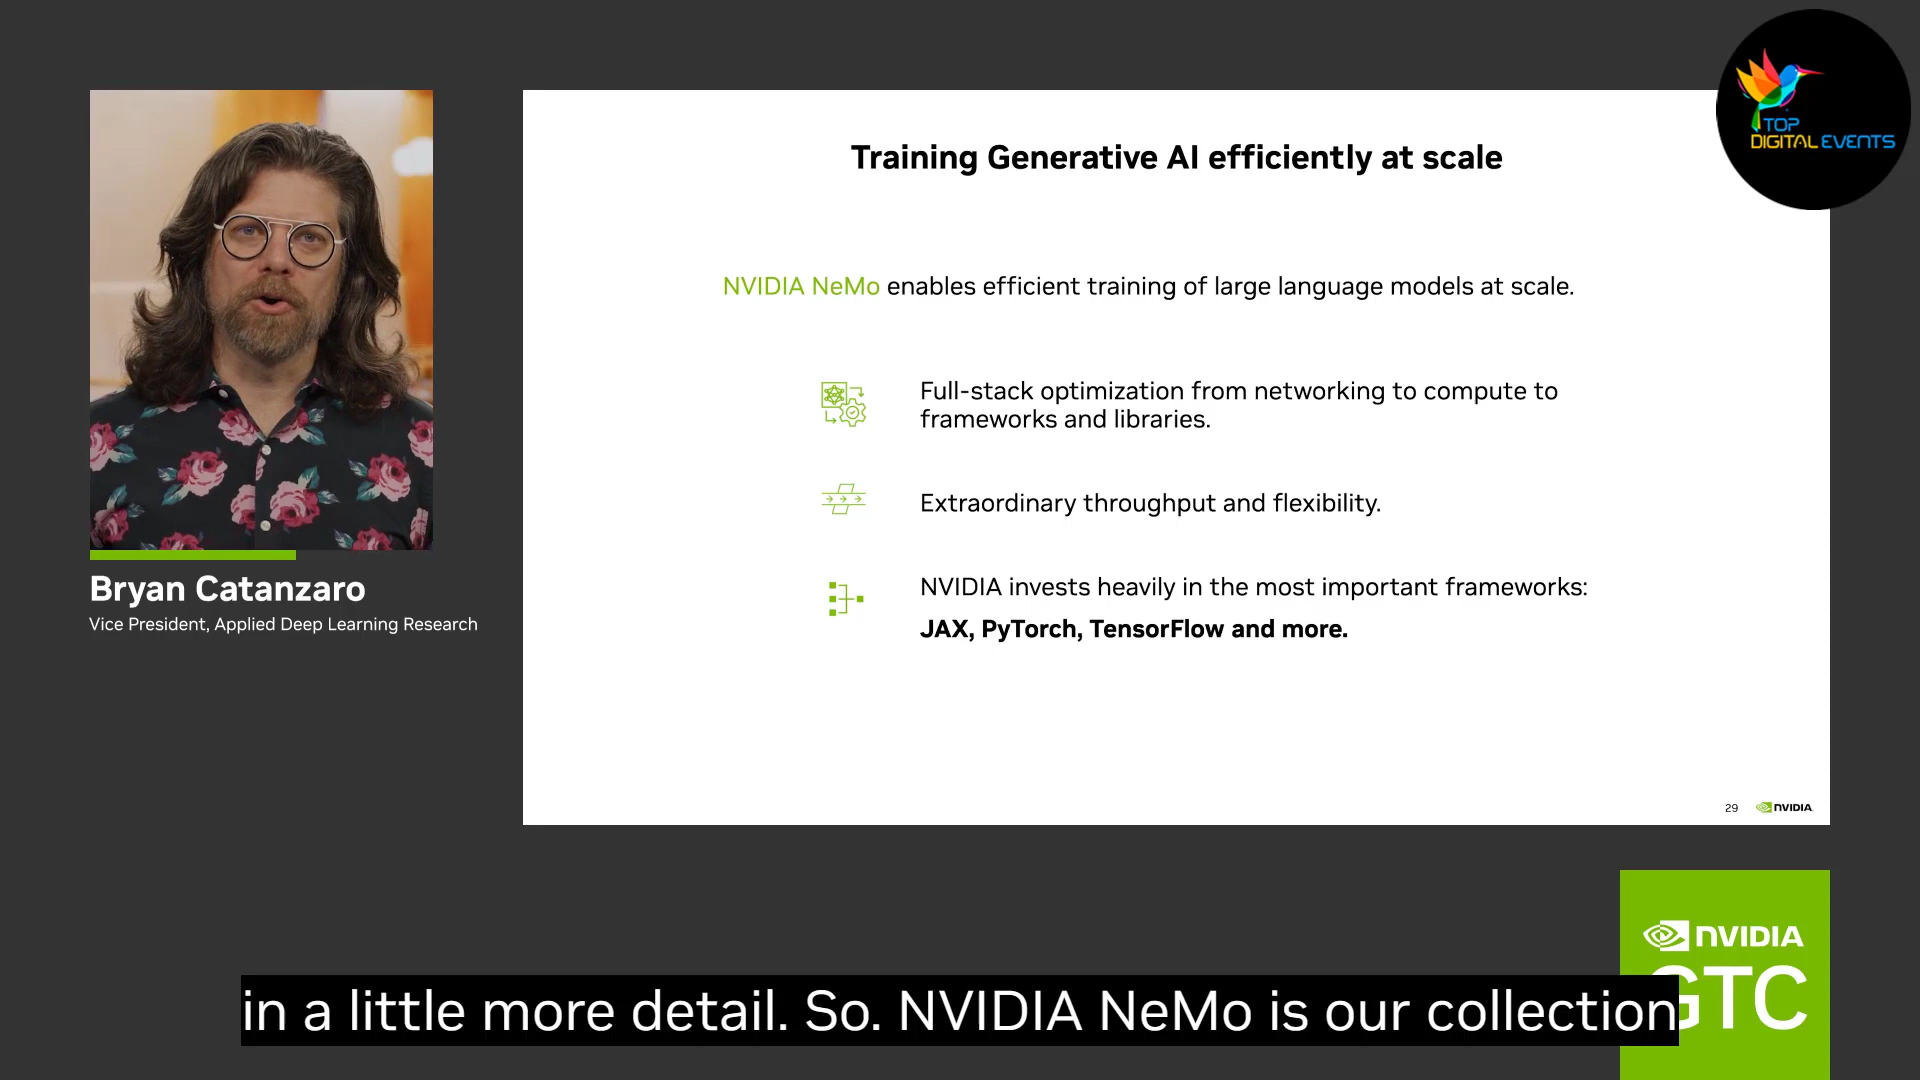 TOP
DIGITAL EVENTS
Training Generative AI efficiently at scale
NVIDIA NeMo enables efficient training of large language models at scale.
Full-stack optimization from networking to compute to
frameworks and libraries.
Extraordinary throughput and flexibility.
NVIDIA invests heavily in the most important frameworks:
JAX, PyTorch, TensorFlow and more.
Bryan Catanzaro
Vice President, Applied Deep Learning Research
29 NVIDIA
NVIDIA
GTC
in a little more detail. So. NVIDIA NeMo is our collection